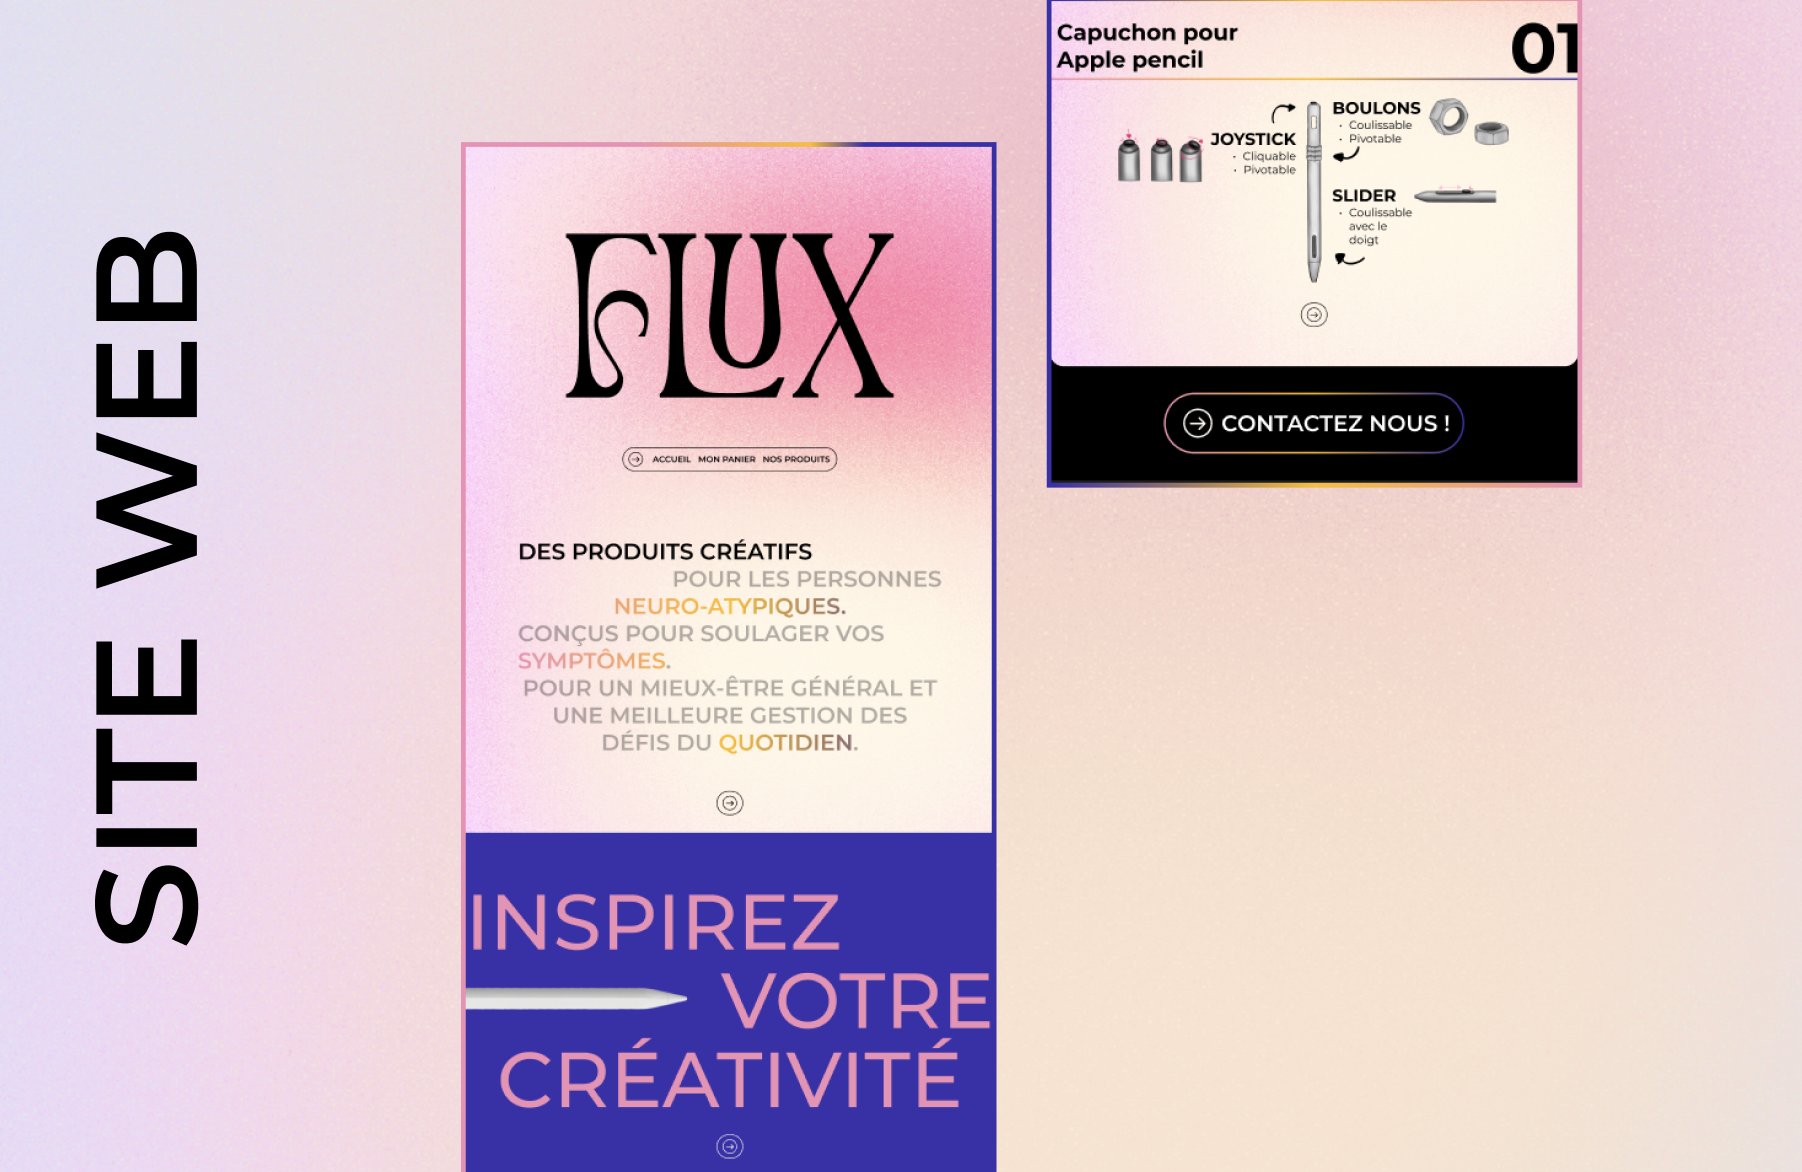 SITE WEB
FLUX
ACCUEIL MON PANIER NOS PRODUITS
DES PRODUITS CRÉATIFS
POUR LES PERSONNES
NEURO-ATYPIQUES.
CONÇUS POUR SOULAGER VOS
SYMPTÔMES.
POUR UN MIEUX-ÊTRE GÉNÉRAL ET
UNE MEILLEURE GESTION DES
DÉFIS DU QUOTIDIEN.
INSPIREZ
VOTRE
CRÉATIVITÉ
Capuchon pour
Apple pencil
01
JOYSTICK
• Cliquable
• Pivotable
BOULONS
• Coulissable
• Pivotable
SLIDER
• Coulissable
avec le
doigt
CONTACTEZ NOUS !